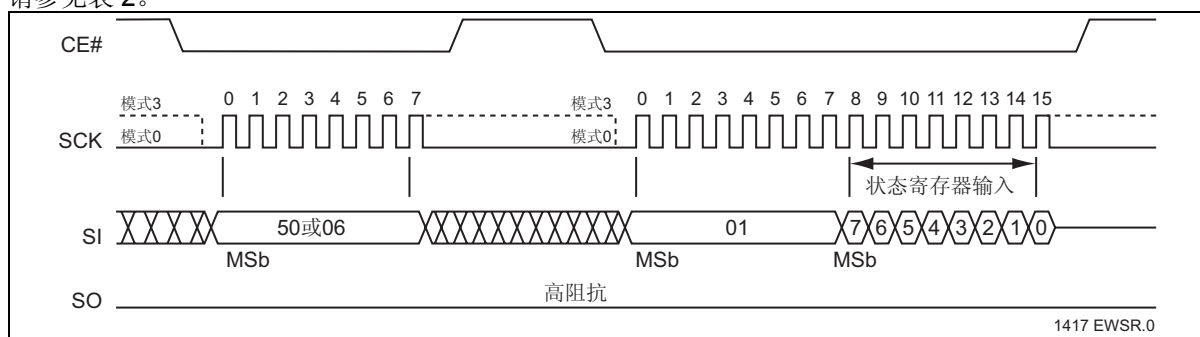 请参见表 2。
CE#
模式3 0 1 2 3 4 5 6 7 模式3 0 1 2 3 4 5 6 7 8 9 10 11 12 13 14 15
SCK 模式0 模式0
状态寄存器输入
SI 50或06 01 7 6 5 4 3 2 1 0
MSb MSb MSb
高阻抗
SO
1417 EWSR.0